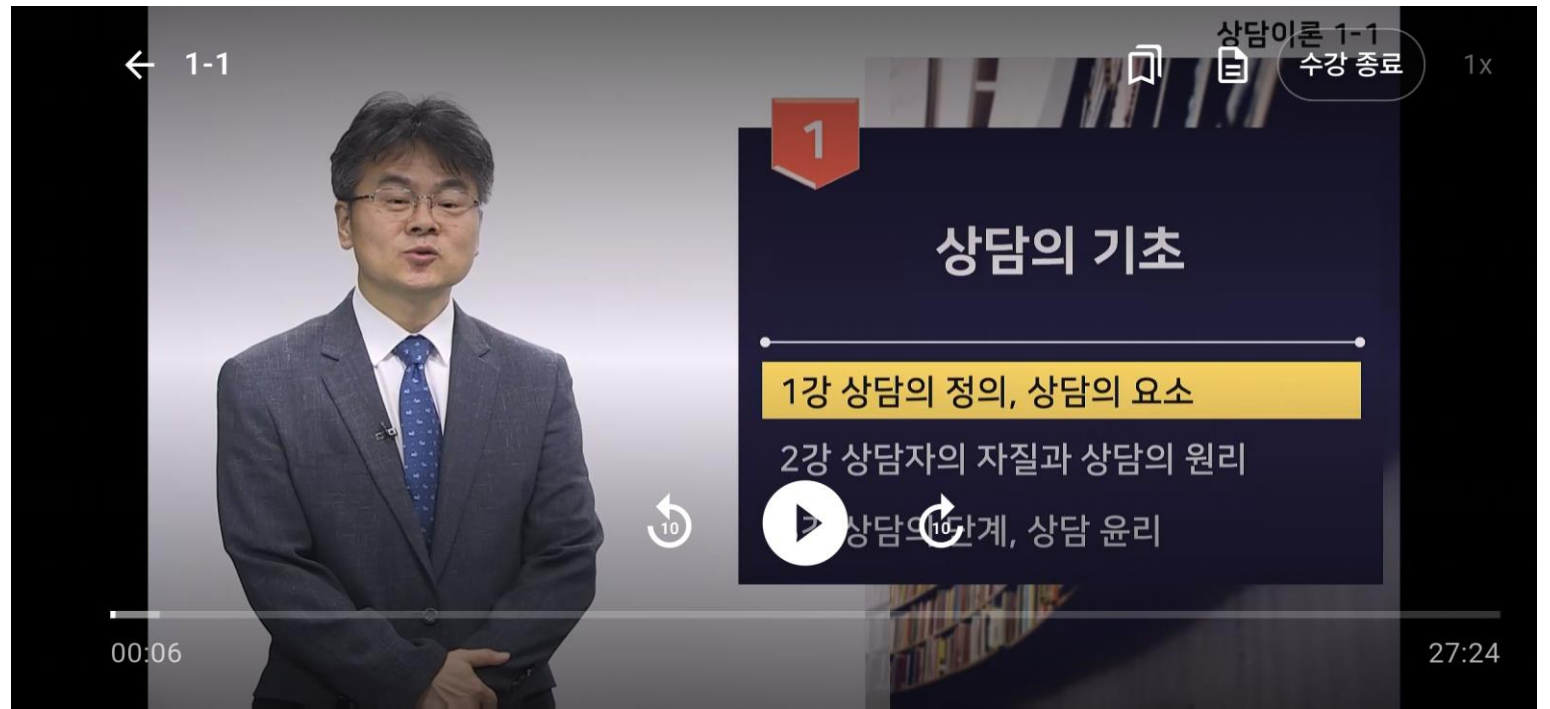 상담이론 1-1
1-1
수강 종료
1x
1
상담의 기초
1강 상담의 정의, 상담의 요소
2강 상담자의 자질과 상담의 원리
상담의 단계, 상담 윤리
10
10
00:06
27:24